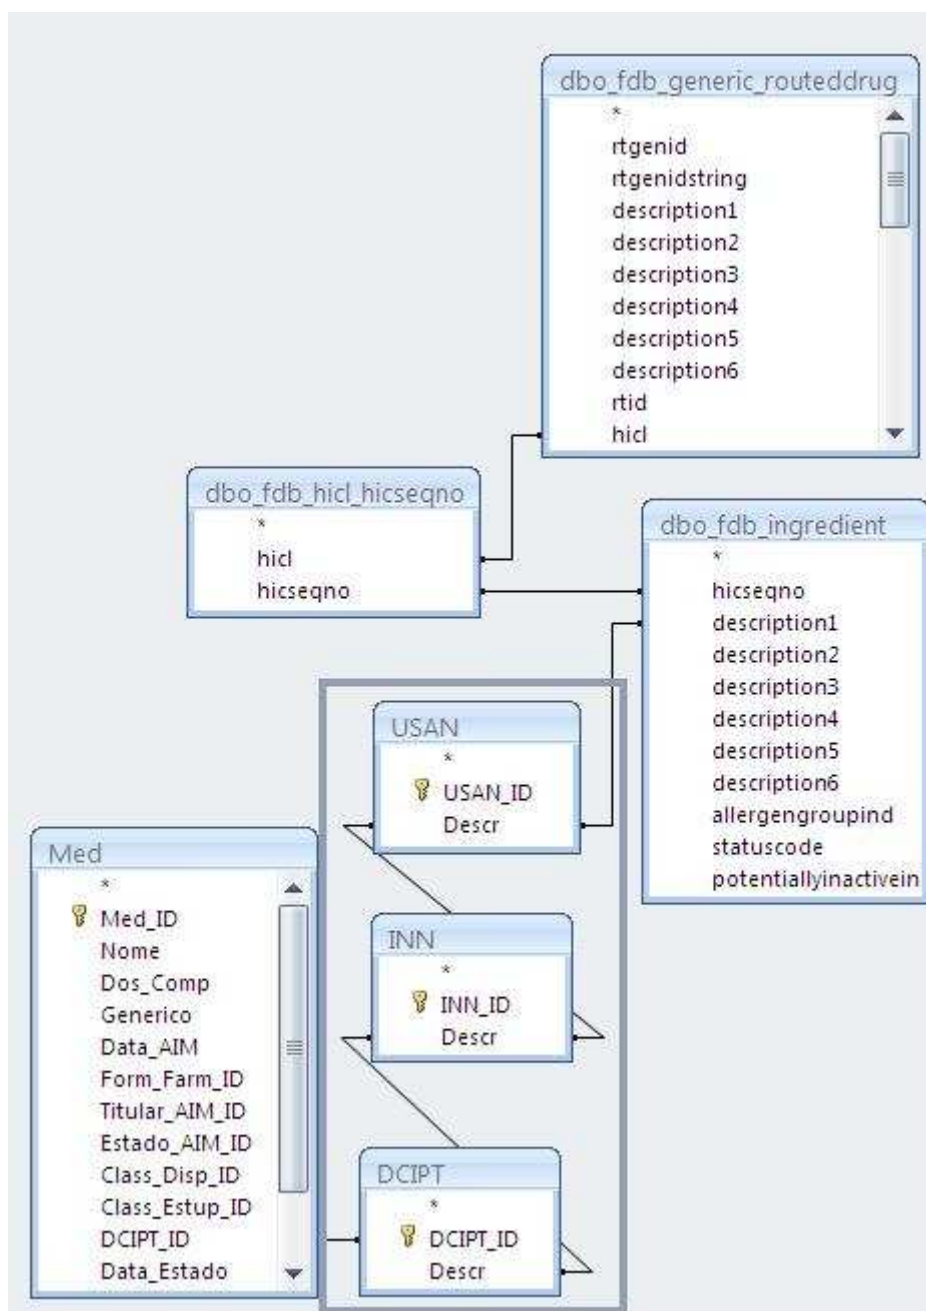 dbo_fdb_generic_routeddrug
*
rtgenid
rtgenidstring
description1
description2
description3
description4
description5
description6
rtid
hicl
dbo_fdb_hicl_hicseqno
*
hicl
hicseqno
dbo_fdb_ingredient
*
hicseqno
description1
description2
description3
description4
description5
description6
allergengroupind
statuscode
potentiallyinactivein
USAN
*
USAN_ID
Descr
Med
*
Med_ID
Nome
Dos_Comp
Generico
Data_AIM
Form_Farm_ID
Titular_AIM_ID
Estado_AIM_ID
Class_Disp_ID
Class_Estup_ID
DCIPT_ID
Data_Estado
INN
*
INN_ID
Descr
DCIPT
*
DCIPT_ID
Descr